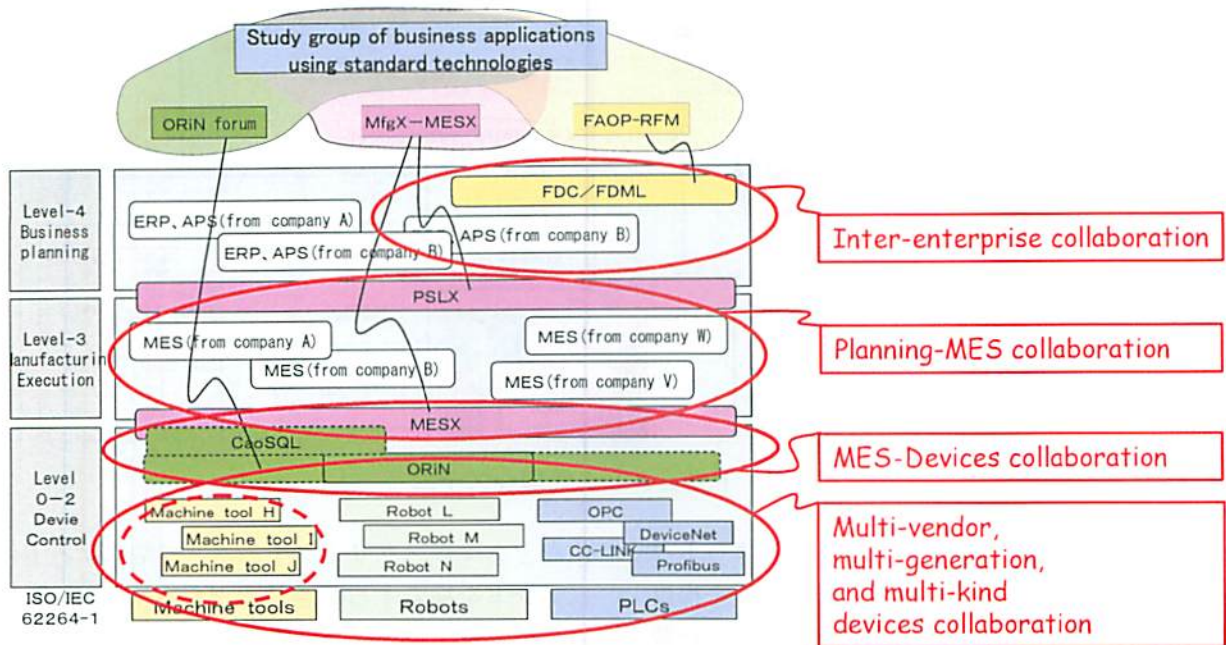 Study group of business applications
using standard technologies
ORiN forum
MfgX−MESX
FAOP-RFM
Level-4
Business
planning
FDC／FDML
ERP、APS(from company A)
APS(from company B)
ERP、APS(from company B)
Inter-enterprise collaboration
PSLX
Level-3
anufacturin
Execution
MES(from company A)
MES(from company W)
MES(from company B)
MES(from company V)
Planning-MES collaboration
MESX
CaoSQL
ORiN
MES-Devices collaboration
Level
0−2
Devie
Control
Machine tool H
Robot L
OPC
Machine tool I
Robot M
DeviceNet
CC-LINK
Machine tool J
Robot N
Profibus
Multi-vendor,
multi-generation,
and multi-kind
devices collaboration
ISO/IEC
62264-1
Machine tools
Robots
PLCs